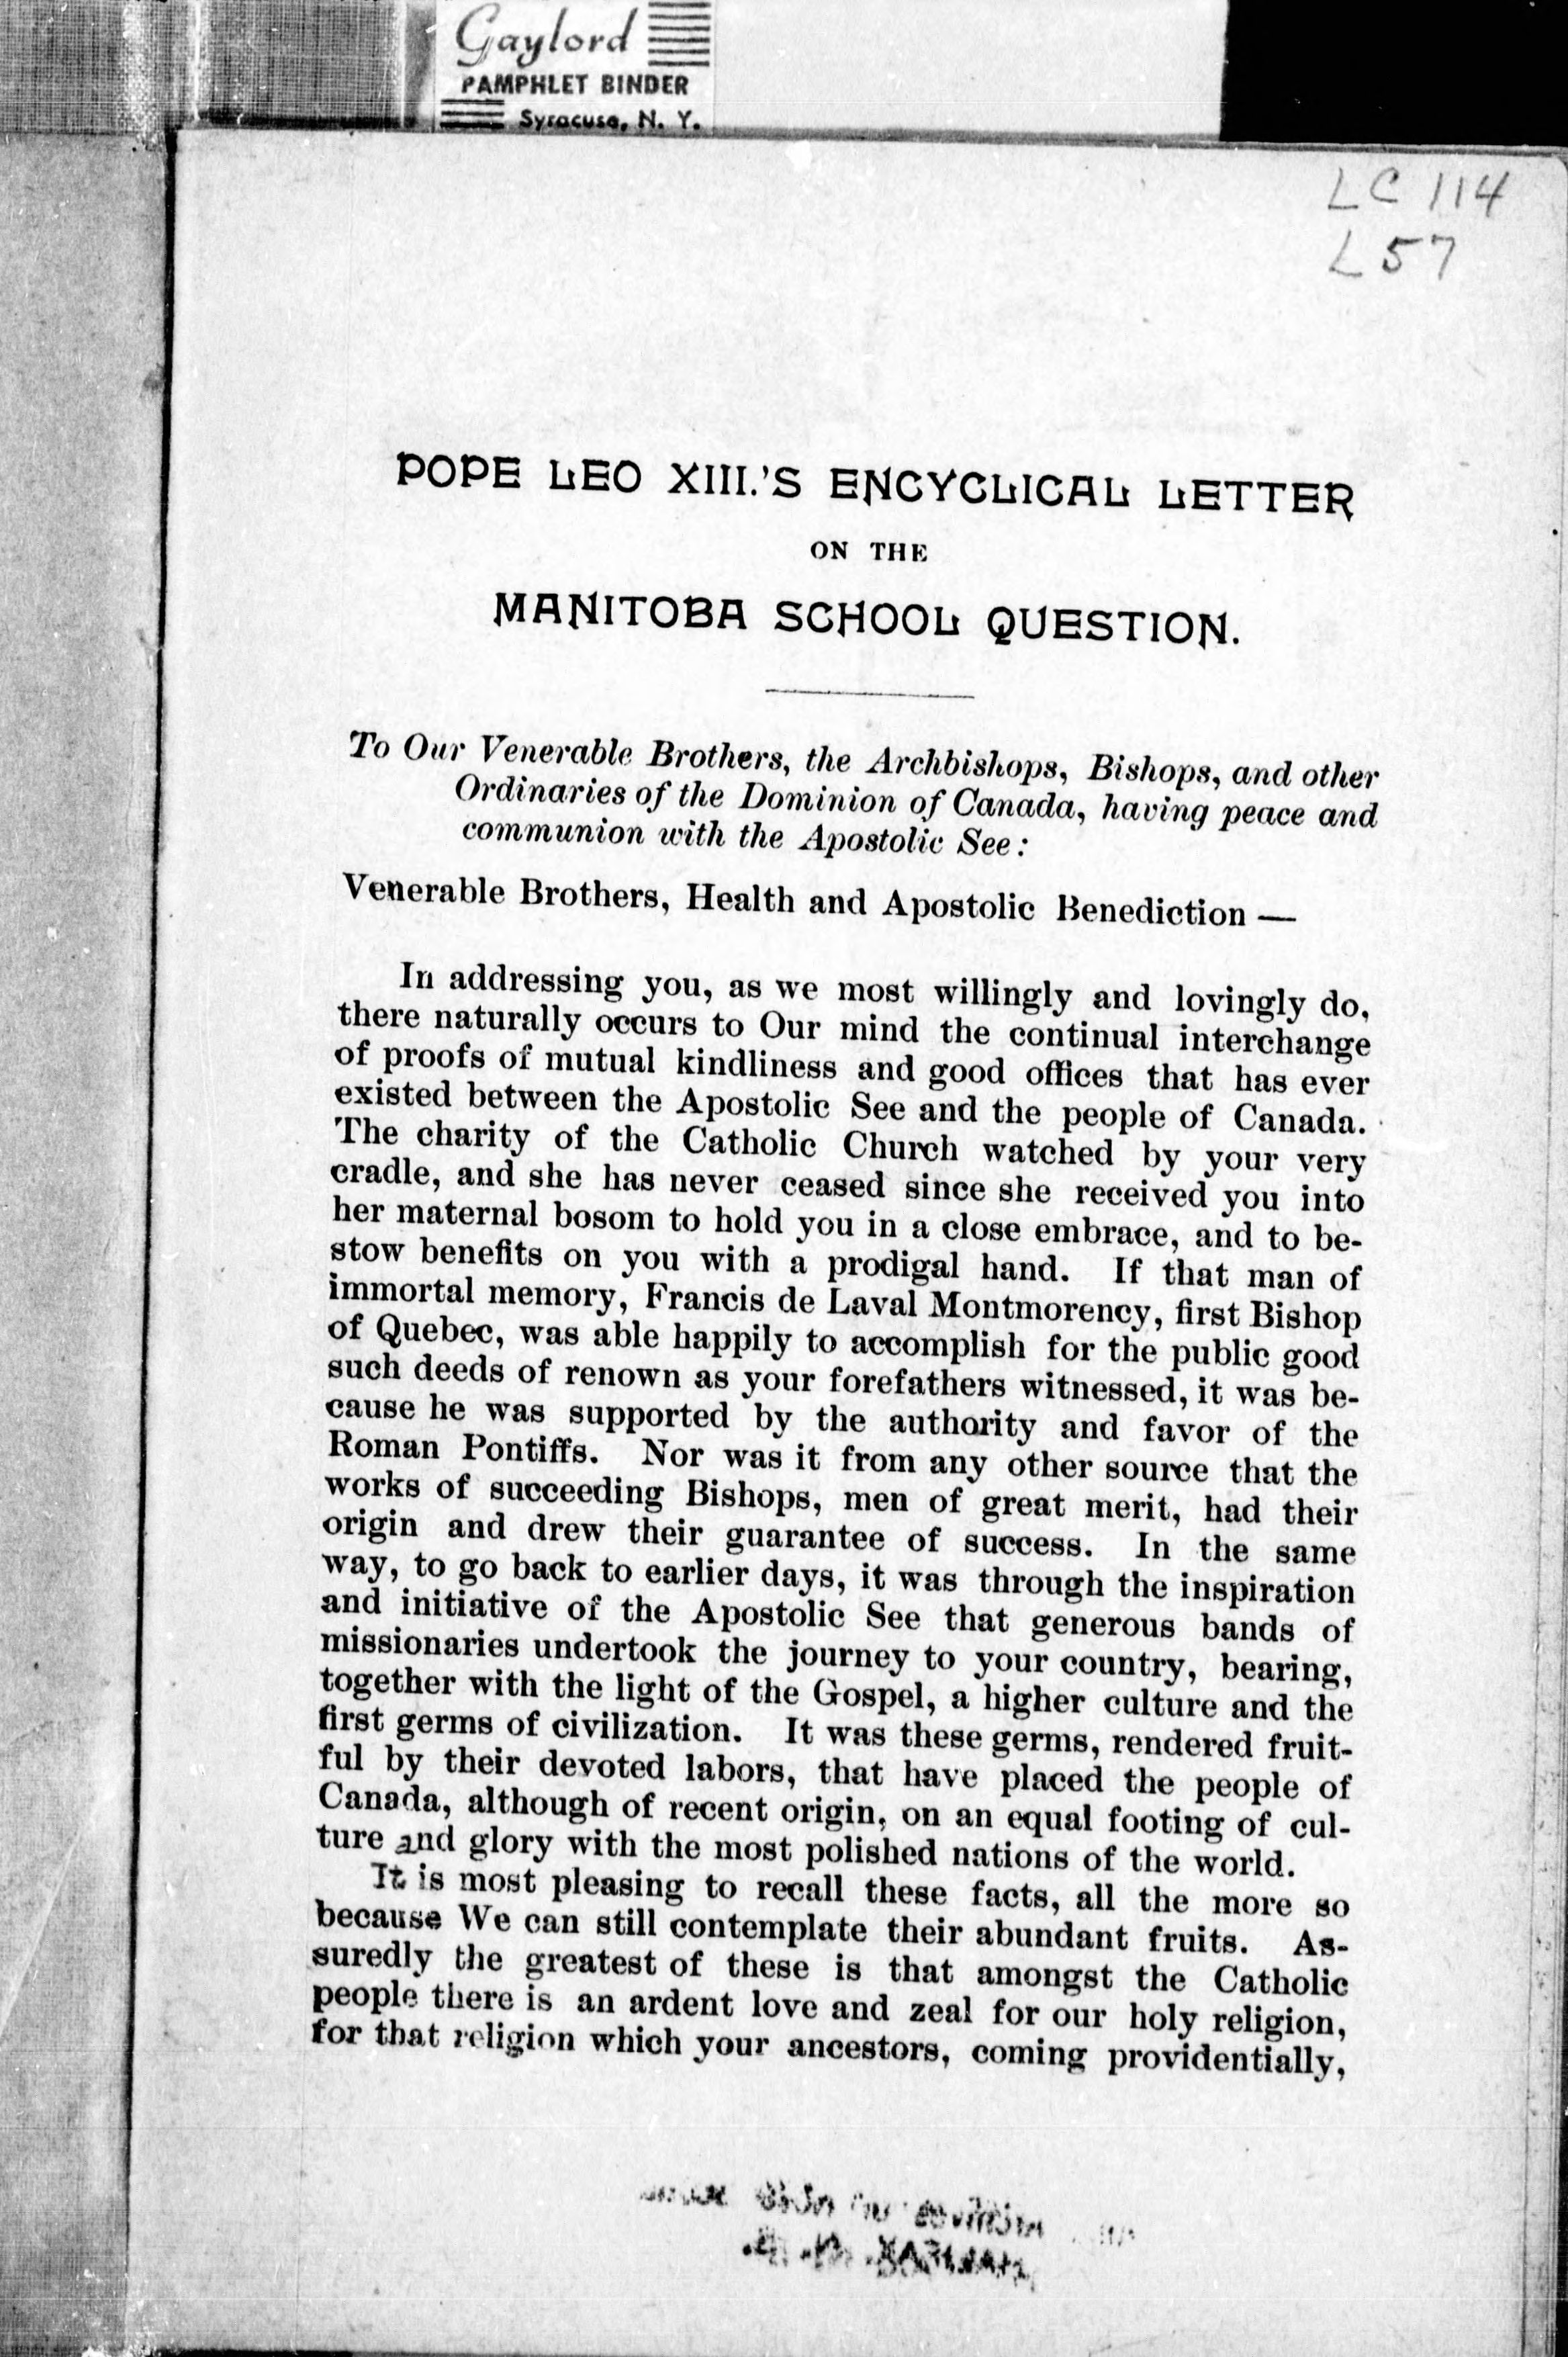 Gaylord
PAMPHLET BINDER
Syracuse, N. Y.
LC 114
L57
POPE LEO XIII.'S ENCYCLICAL LETTER
ON THE
MANITOBA SCHOOL QUESTION.
To Our Venerable Brothers, the Archbishops, Bishops, and other
Ordinaries of the Dominion of Canada, having peace and
communion with the Apostolic See:
Venerable Brothers, Health and Apostolic Benediction —
In addressing you, as we most willingly and lovingly do,
there naturally occurs to Our mind the continual interchange
of proofs of mutual kindliness and good offices that has ever
existed between the Apostolic See and the people of Canada.
The charity of the Catholic Church watched by your very
cradle, and she has never ceased since she received you into
her maternal bosom to hold you in a close embrace, and to be-
stow benefits on you with a prodigal hand. If that man of
immortal memory, Francis de Laval Montmorency, first Bishop
of Quebec, was able happily to accomplish for the public good
such deeds of renown as your forefathers witnessed, it was be-
cause he was supported by the authority and favor of the
Roman Pontiffs. Nor was it from any other source that the
works of succeeding Bishops, men of great merit, had their
origin and drew their guarantee of success. In the same
way, to go back to earlier days, it was through the inspiration
and initiative of the Apostolic See that generous bands of
missionaries undertook the journey to your country, bearing,
together with the light of the Gospel, a higher culture and the
first germs of civilization. It was these germs, rendered fruit-
ful by their devoted labors, that have placed the people of
Canada, although of recent origin, on an equal footing of cul-
ture and glory with the most polished nations of the world.
It is most pleasing to recall these facts, all the more so
because We can still contemplate their abundant fruits. As-
suredly the greatest of these is that amongst the Catholic
people there is an ardent love and zeal for our holy religion,
for that religion which your ancestors, coming providentially,